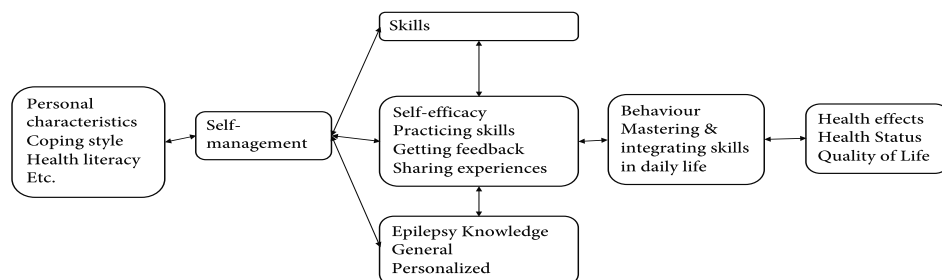 Skills
Personal
characteristics
Coping style
Health literacy
Etc.
Self-
management
Self-efficacy
Practicing skills
Getting feedback
Sharing experiences
Behaviour
Mastering &
integrating skills
in daily life
Health effects
Health Status
Quality of Life
Epilepsy Knowledge
General
Personalized